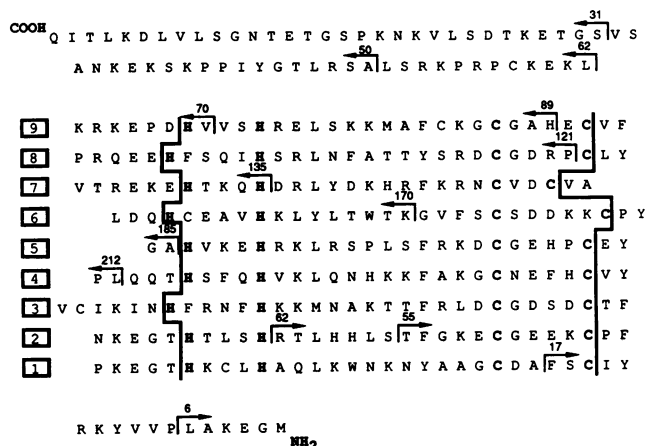 31
COOH Q I T L K D L V L S G N T E T G S P K N K V L S D T K E T G S V S
50 62
A N K E K S K P P I Y G T L R S A L S R K P R P C K E K L
70 89
9 K R K E P D H V V S H R E L S K K M A F C K G C G A H E C V F
121
8 P R Q E E H F S Q I H S R L N F A T T Y S R D C G D R P C L Y
135
7 V T R E K E H T K Q H D R L Y D K H R F K R N C V D C V A
170
6 L D Q H C E A V H K L Y L T W T K G V F S C S D D K K C P Y
185
5 G A H V K E H R K L R S P L S F R K D C G E H P C E Y
212
4 P L Q Q T H S F Q H V K L Q N H K K F A K G C N E F H C V Y
3 V C I K I N H F R N F H K K M N A K T T F R L D C G D S D C T F
62 55
2 N K E G T H T L S H R T L H H L S T F G K E C G E E K C P F
17
1 P K E G T H K C L H A Q L K W N K N Y A A G C D A F S C I Y
6
R K Y V V P L A K E G M NH2